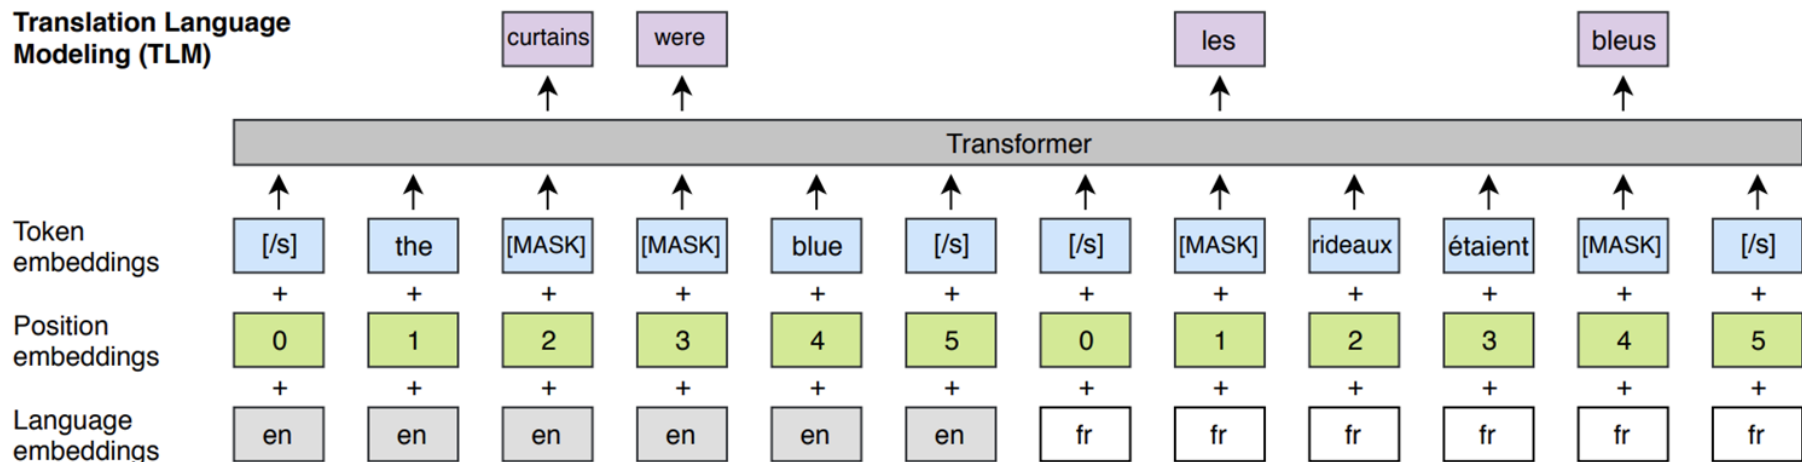 Translation Language
Modeling (TLM)
curtains were les bleus
Transformer
Token
embeddings
[/s] the [MASK] [MASK] blue [/s] [/s] [MASK] rideaux étaient [MASK] [/s]
+ + + + + + + + + + + +
Position
embeddings
0 1 2 3 4 5 0 1 2 3 4 5
+ + + + + + + + + + + +
Language
embeddings
en en en en en en fr fr fr fr fr fr